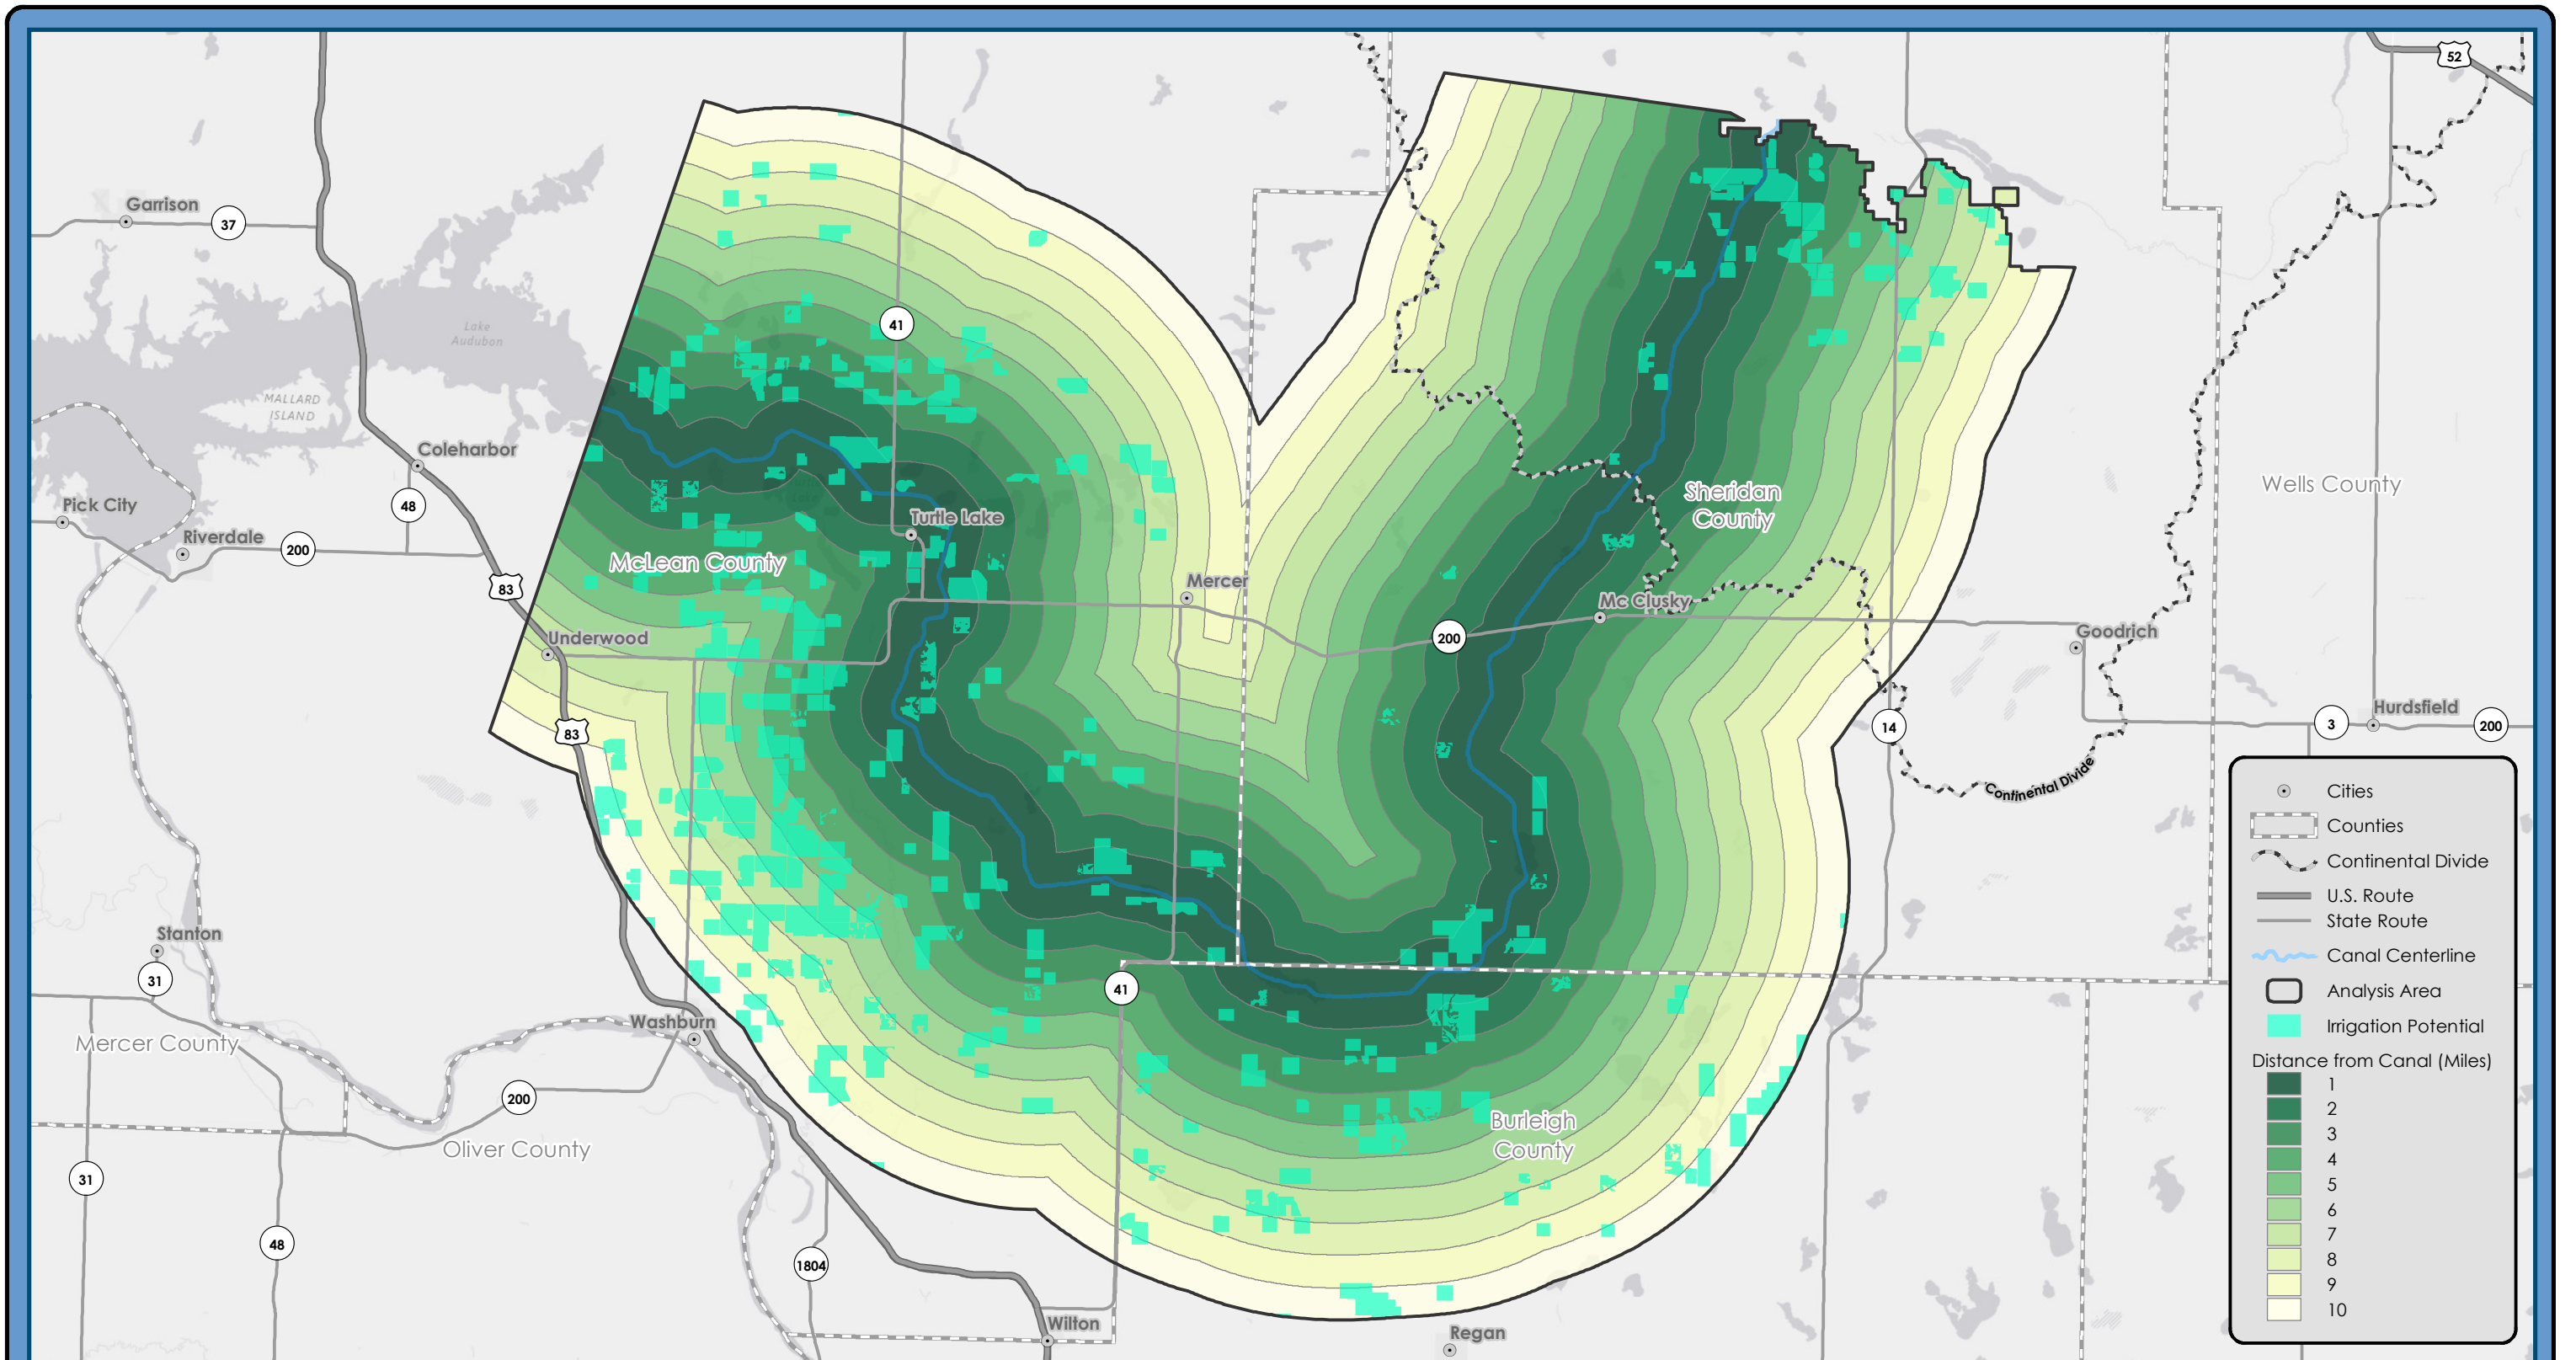 52
Garrison
37
41
Lake
Audubon
MALLARD
ISLAND
Coleharbor
Pick City
48
Riverdale
200
83
Turtle Lake
McLean County
Mercer
Underwood
83
Sheridan
County
Mc Clusky
200
Wells County
Goodrich
14
3
Hurdsfield
200
Continental Divide
Stanton
31
41
Mercer County
Washburn
200
Oliver County
Burleigh
County
31
48
1804
Wilton
Regan
Cities
Counties
Continental Divide
U.S. Route
State Route
Canal Centerline
Analysis Area
Irrigation Potential
Distance from Canal (Miles)
1
2
3
4
5
6
7
8
9
10